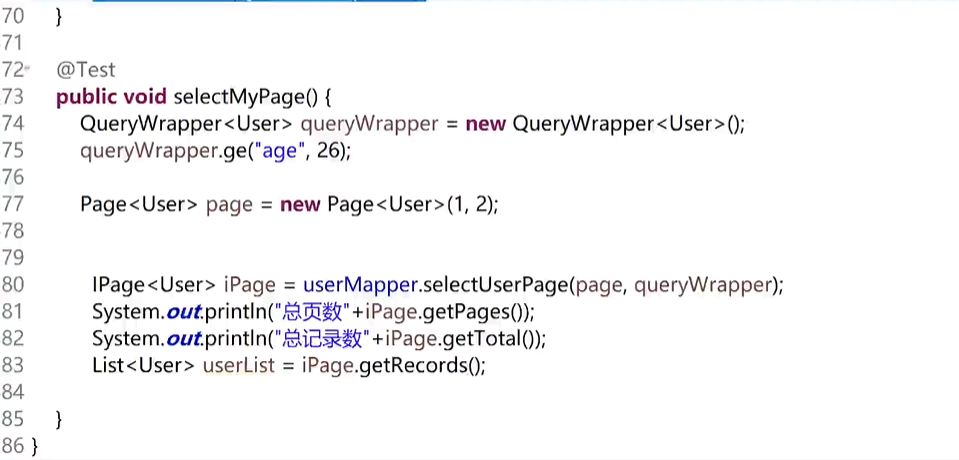 70 }
71
72 @Test
73 public void selectMyPage() {
74 QueryWrapper<User> queryWrapper = new QueryWrapper<User>();
75 queryWrapper.ge("age", 26);
76
77 Page<User> page = new Page<User>(1, 2);
78
79
80 IPage<User> iPage = userMapper.selectUserPage(page, queryWrapper);
81 System.out.println("总页数"+iPage.getPages());
82 System.out.println("总记录数"+iPage.getTotal());
83 List<User> userList = iPage.getRecords();
84
85 }
86 }